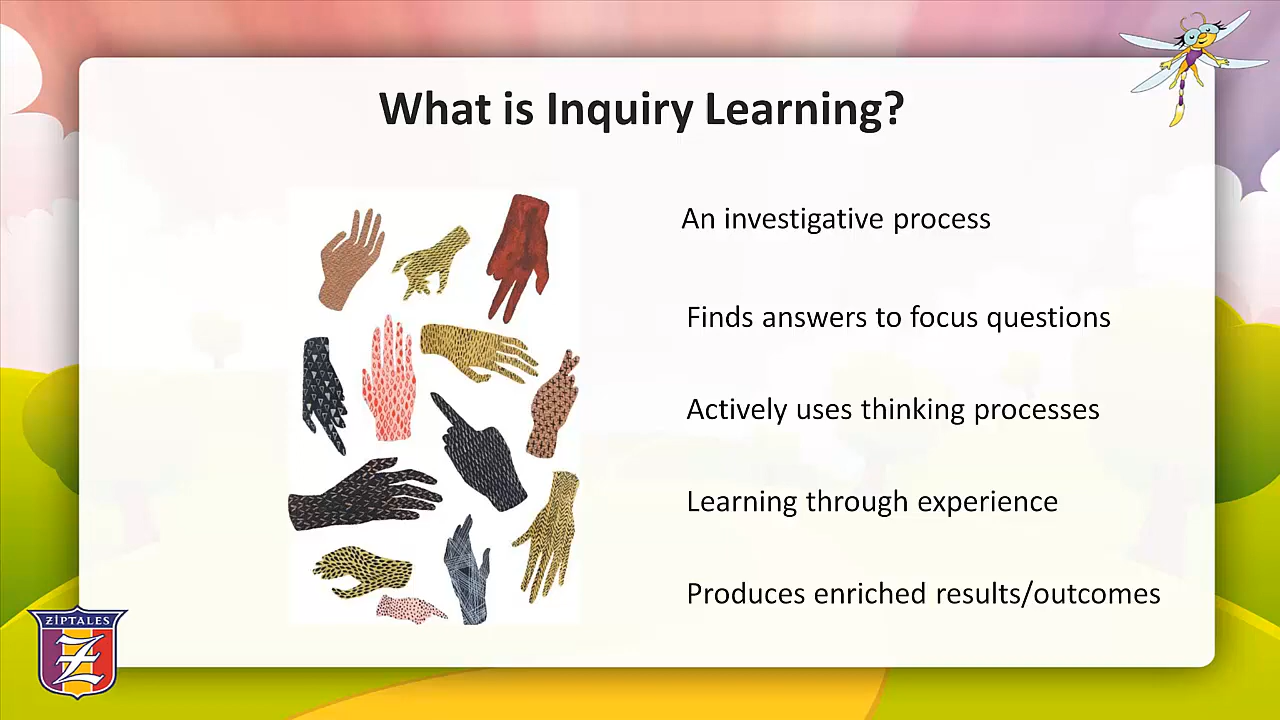 What is Inquiry Learning?
An investigative process
Finds answers to focus questions
Actively uses thinking processes
Learning through experience
Produces enriched results/outcomes
ZIPTALES
Z